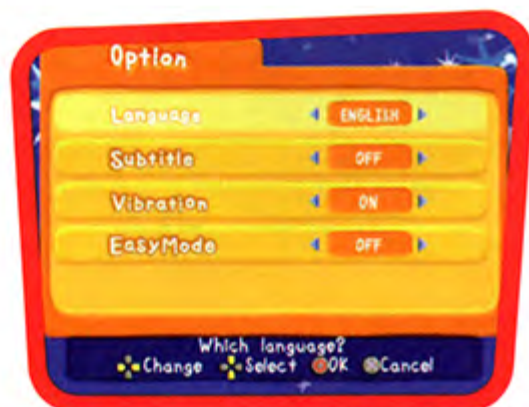 Option
Language ENGLISH
Subtitle OFF
Vibration ON
EasyMode OFF
Which language?
Change Select OK Cancel